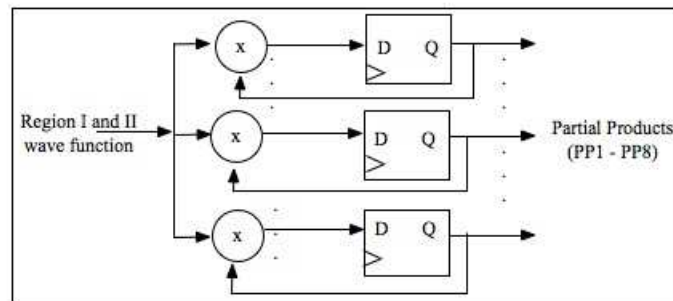 x
D Q
Region I and II
wave function
x
D Q
Partial Products
(PP1 - PP8)
x
D Q